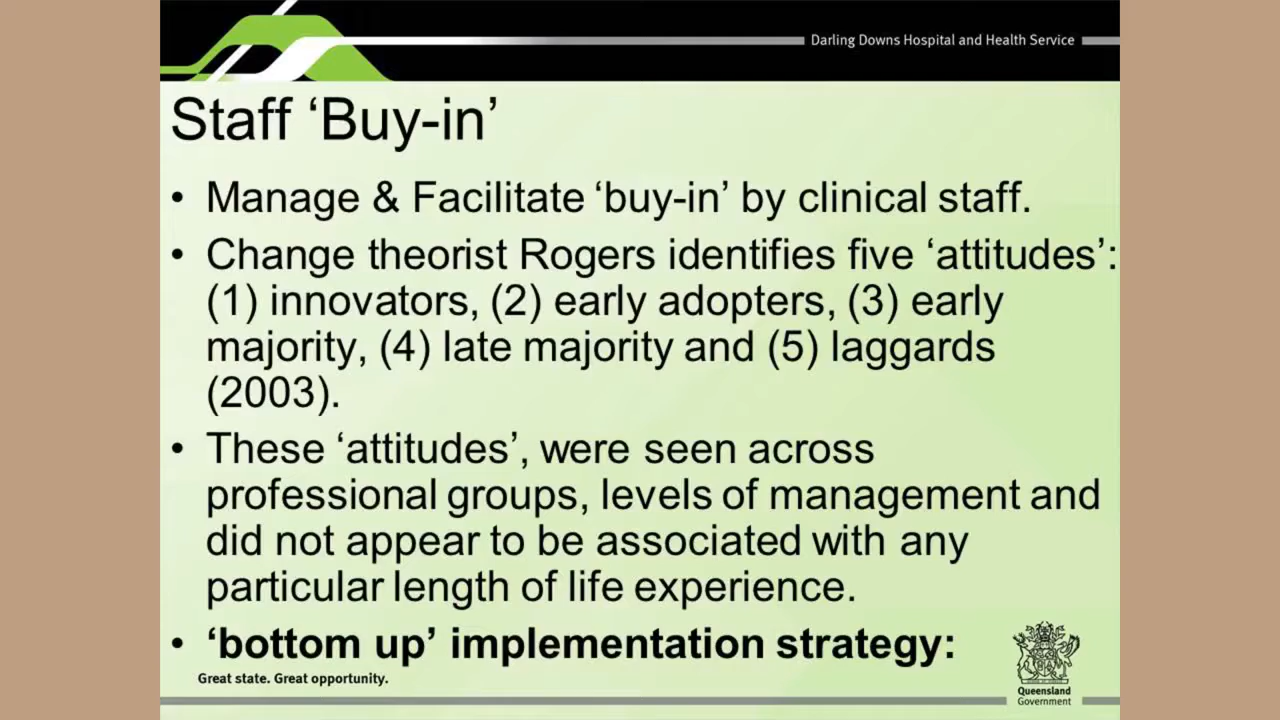 Darling Downs Hospital and Health Service
Staff ‘Buy-in’
• Manage & Facilitate ‘buy-in’ by clinical staff.
• Change theorist Rogers identifies five ‘attitudes’:
(1) innovators, (2) early adopters, (3) early
majority, (4) late majority and (5) laggards
(2003).
• These ‘attitudes’, were seen across
professional groups, levels of management and
did not appear to be associated with any
particular length of life experience.
• ‘bottom up’ implementation strategy:
Great state. Great opportunity.
Queensland
Government